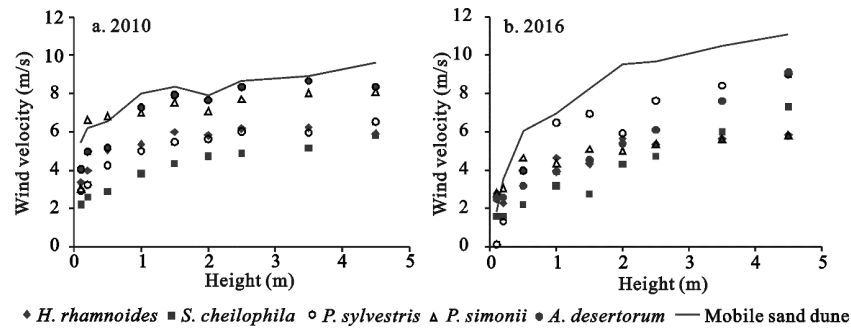 a. 2010
12
10
8
6
4
2
0
Wind velocity (m/s)
0 1 2 3 4 5
Height (m)
b. 2016
12
10
8
6
4
2
0
Wind velocity (m/s)
0 1 2 3 4 5
Height (m)
H. rhamnoides S. cheilophila P. sylvestris P. simonii A. desertorum Mobile sand dune